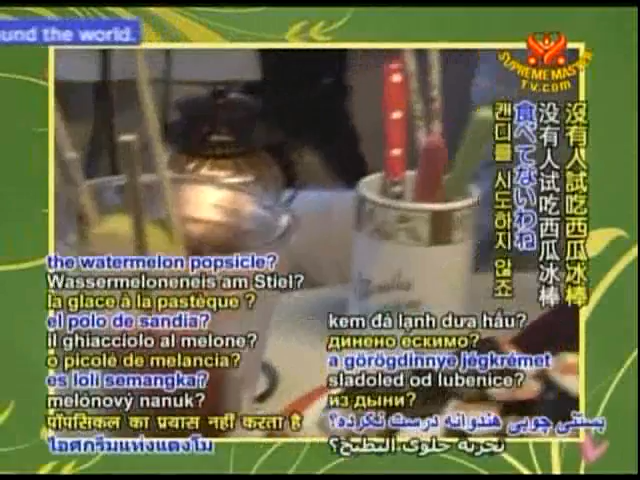 ound the world.
SUPREME MASTER
TV.com
沒有人試吃西瓜冰棒
没有人试吃西瓜冰棒
食べてないわね
캔디를 시도하지 않죠
the watermelon popsicle?
Wassermeloneneis am Stiel?
la glace à la pastèque ?
el polo de sandia?
il ghiacciolo al melone?
o picolé de melancia?
es loli semangka?
melonový nanuk?
पॉपसिकल का प्रयास नहीं करता है
ไอศกรีมแท่งแตงโม
kem đá lạnh dưa hấu?
динено ескимо?
a görögdinnye jégkrémet
sladoled od lubenice?
из дыни?
بستنی چوبی هندوانه درست نکرده؟
تجربة حلوى البطيخ؟